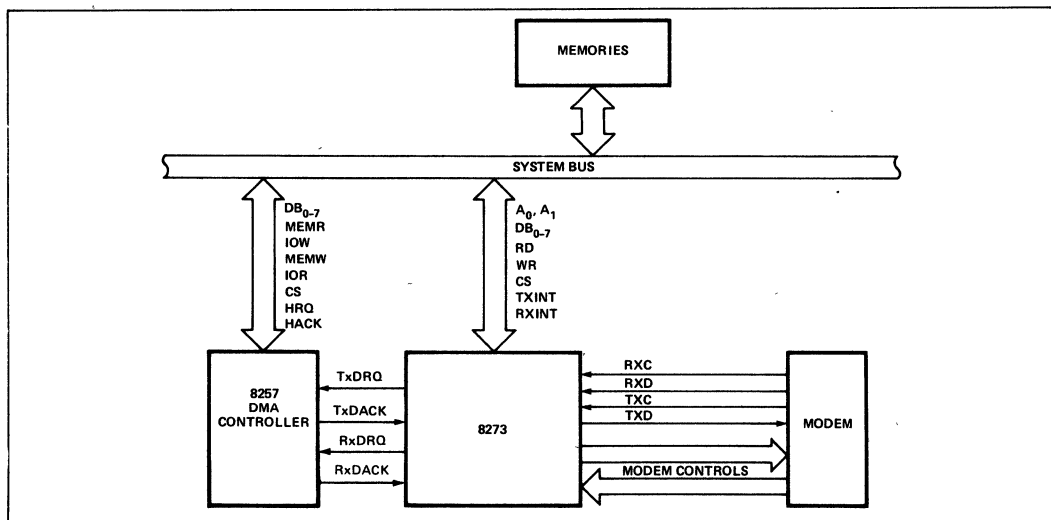 MEMORIES
SYSTEM BUS
DB0-7
MEMR
IOW
MEMW
IOR
CS
HRQ
HACK
A0, A1
DB0-7
RD
WR
CS
TXINT
RXINT
8257
DMA
CONTROLLER
TxDRQ
TxDACK
RxDRQ
RxDACK
8273
RXC
RXD
TXC
TXD
MODEM CONTROLS
MODEM